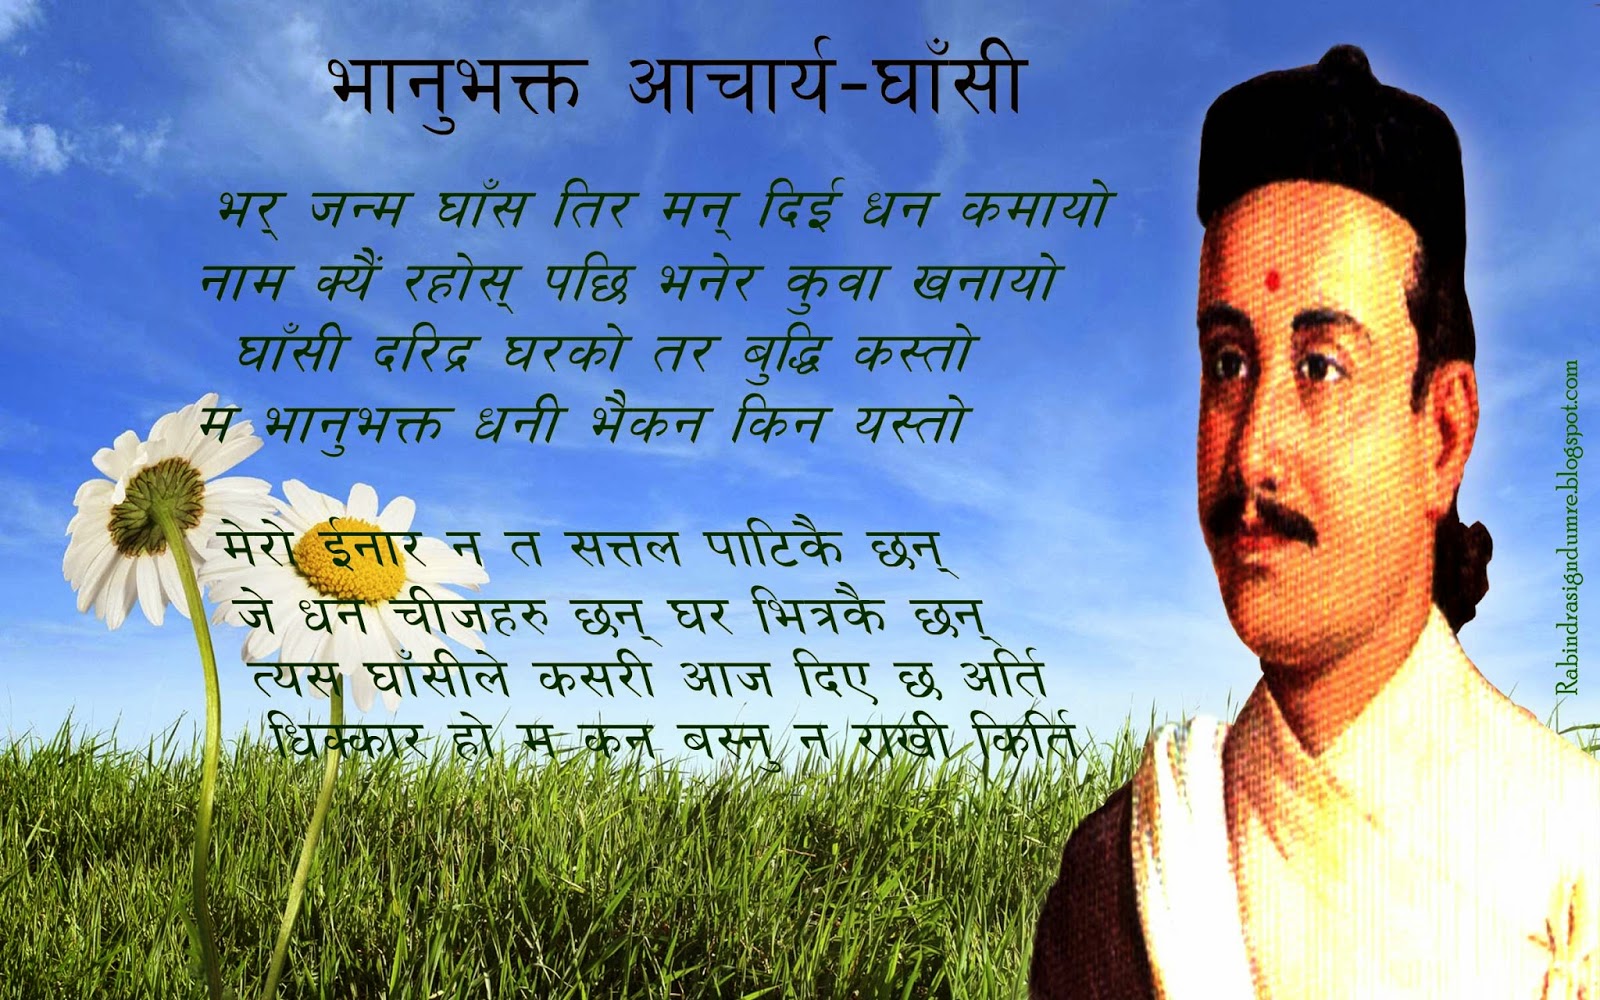 भानुभक्त आचार्य-घाँसी
भर् जन्म घाँस तिर मन् दिई धन कमायो
नाम क्यैं रहोस् पछि भनेर कुवा खनायो
घाँसी दरिद्र घरको तर बुद्धि कस्तो
म भानुभक्त धनी भैकन किन यस्तो
मेरो ईनार न त सत्तल पाटिकै छन्
जे धन चीजहरु छन् घर भित्रकै छन्
त्यस घाँसीले कसरी आज दिए छ अर्ति
धिक्कार हो म कन बस्नु न राखी किर्ति
Rabindrasigndumre.blogspot.com